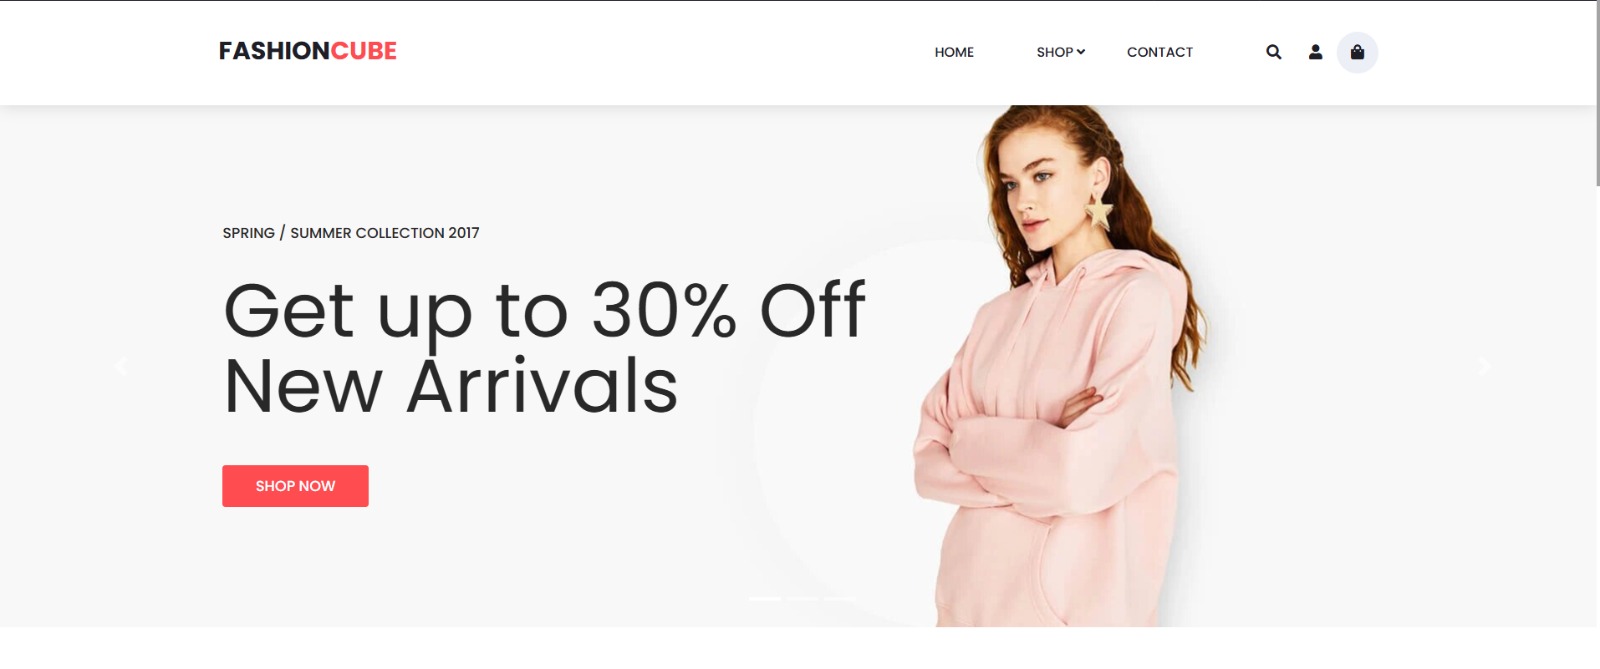 FASHIONCUBE
HOME SHOP CONTACT
SPRING / SUMMER COLLECTION 2017
Get up to 30% Off
New Arrivals
SHOP NOW